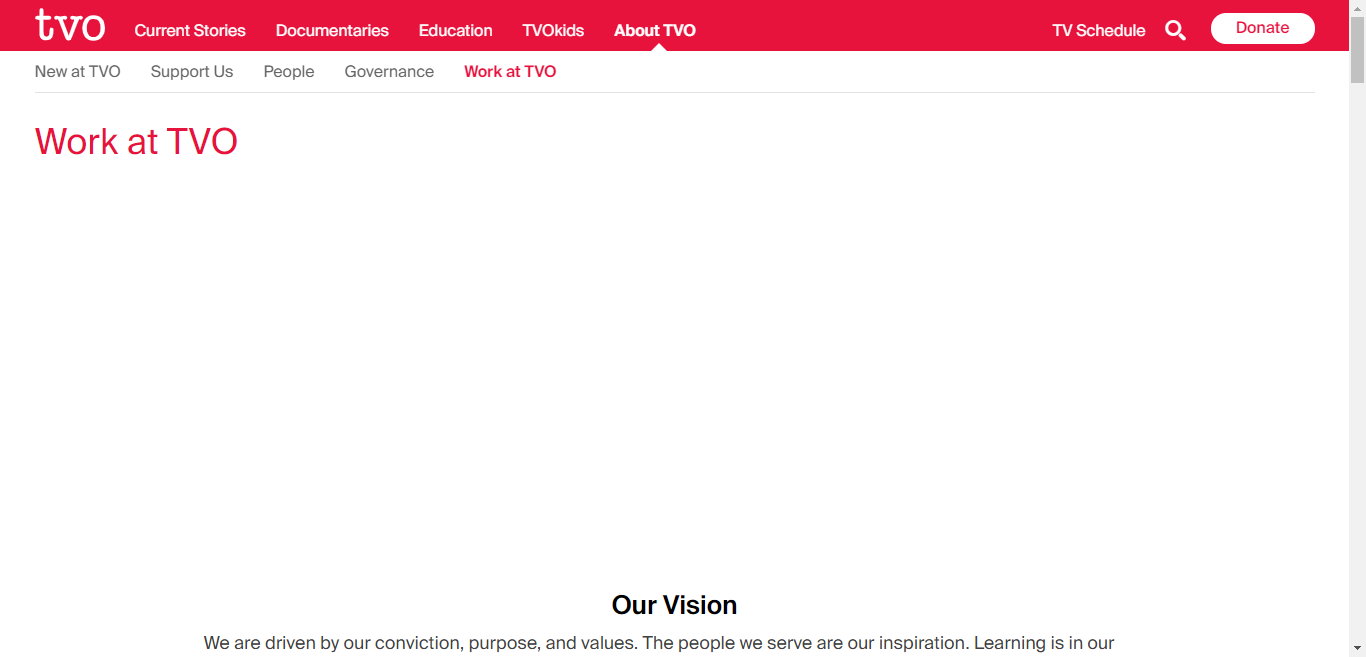 tvo Current Stories Documentaries Education TVOkids About TVO TV Schedule Donate
New at TVO Support Us People Governance Work at TVO
Work at TVO
Our Vision
We are driven by our conviction, purpose, and values. The people we serve are our inspiration. Learning is in our